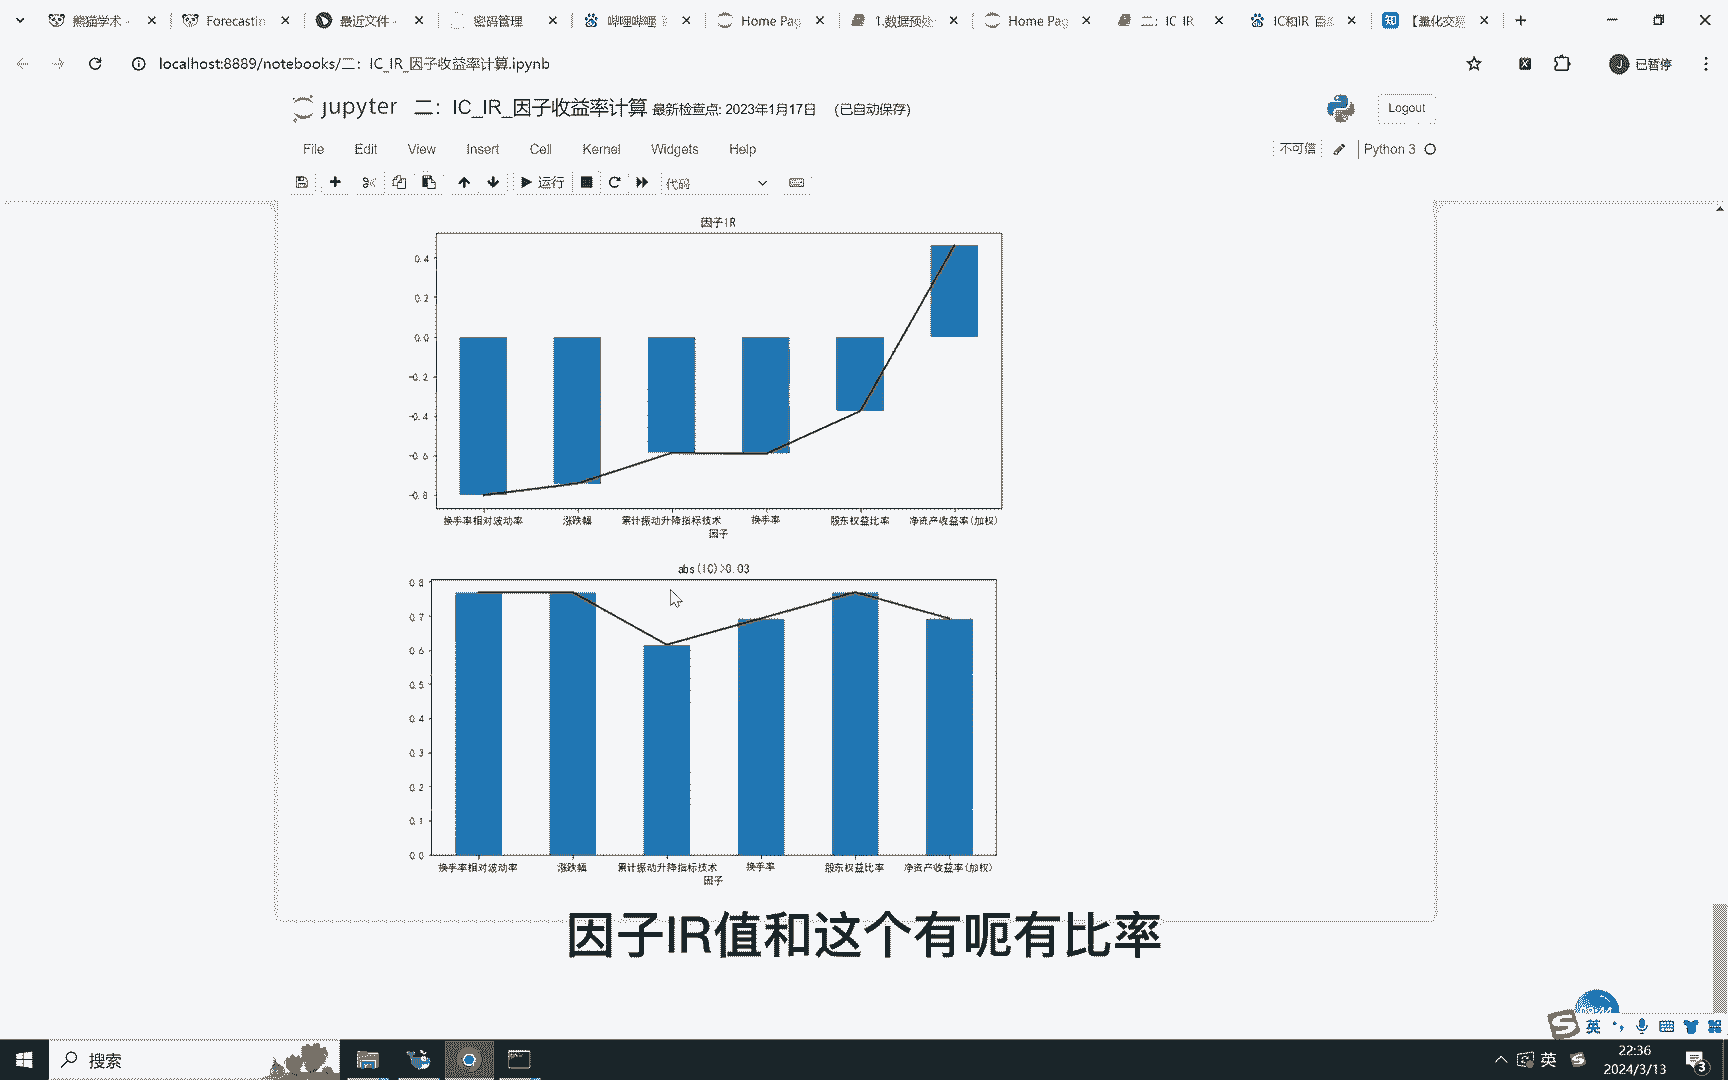 熊猫学术 -
Forecastin
最近文件 -
密码管理
哔哩哔哩
Home Pag
1.数据预处
Home Pag
二：IC_IR
IC和IR 百
知 【量化交易
localhost:8889/notebooks/二：IC_IR_因子收益率计算.ipynb
J 已暂停
jupyter 二：IC_IR_因子收益率计算 最新检查点: 2023年1月17日 (已自动保存)
Logout
File Edit View Insert Cell Kernel Widgets Help
不可信 Python 3
运行 代码
因子IR
0.4
0.2
0.0
-0.2
-0.4
-0.6
-0.8
换手率相对波动率 涨跌幅 累计振动升降指标技术 换手率 股东权益比率 净资产收益率(加权)
因子
abs(IC)>0.03
0.8
0.7
0.6
0.5
0.4
0.3
0.2
0.1
0.0
换手率相对波动率 涨跌幅 累计振动升降指标技术 换手率 股东权益比率 净资产收益率(加权)
因子
因子IR值和这个有呃有比率
S 英
搜索
英 S
22:36
2024/3/13
3